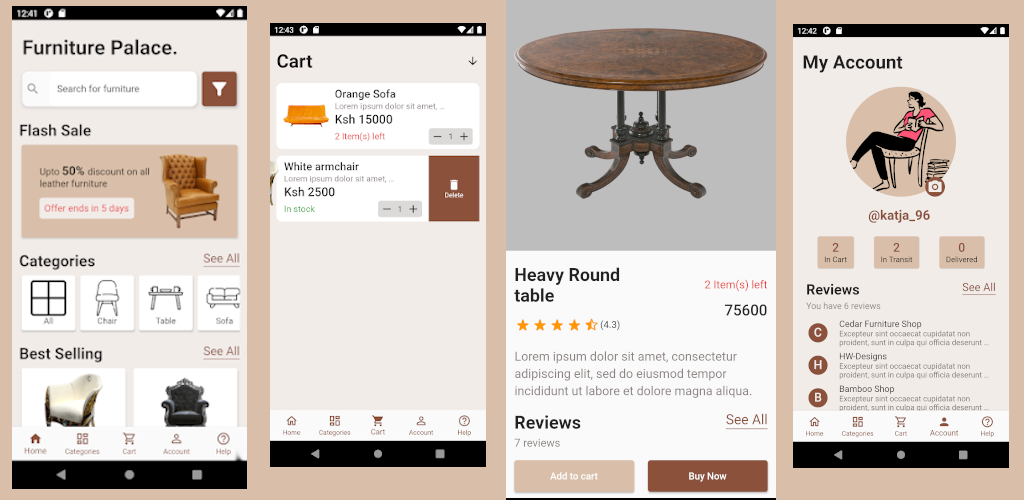 12:41
Furniture Palace.
Search for furniture
Flash Sale
Upto 50% discount on all
leather furniture
Offer ends in 5 days
Categories
See All
All
Chair
Table
Sofa
Best Selling
See All
Home
Categories
Cart
Account
Help
12:43
Cart
Orange Sofa
Lorem ipsum dolor sit amet, ...
Ksh 15000
2 Item(s) left
1
White armchair
Lorem ipsum dolor sit amet, ...
Ksh 2500
In stock
1
Delete
Home
Categories
Cart
Account
Help
Heavy Round
table
2 Item(s) left
75600
(4.3)
Lorem ipsum dolor sit amet, consectetur
adipiscing elit, sed do eiusmod tempor
incididunt ut labore et dolore magna aliqua.
Reviews
See All
7 reviews
Add to cart
Buy Now
12:42
My Account
@katja_96
2
In Cart
2
In Transit
0
Delivered
Reviews
See All
You have 6 reviews
C
Cedar Furniture Shop
Excepteur sint occaecat cupidatat non
proident, sunt in culpa qui officia deserunt ...
H
HW-Designs
Excepteur sint occaecat cupidatat non
proident, sunt in culpa qui officia deserunt ...
B
Bamboo Shop
Excepteur sint occaecat cupidatat non
proident, sunt in culpa qui officia deserunt ...
Home
Categories
Cart
Account
Help